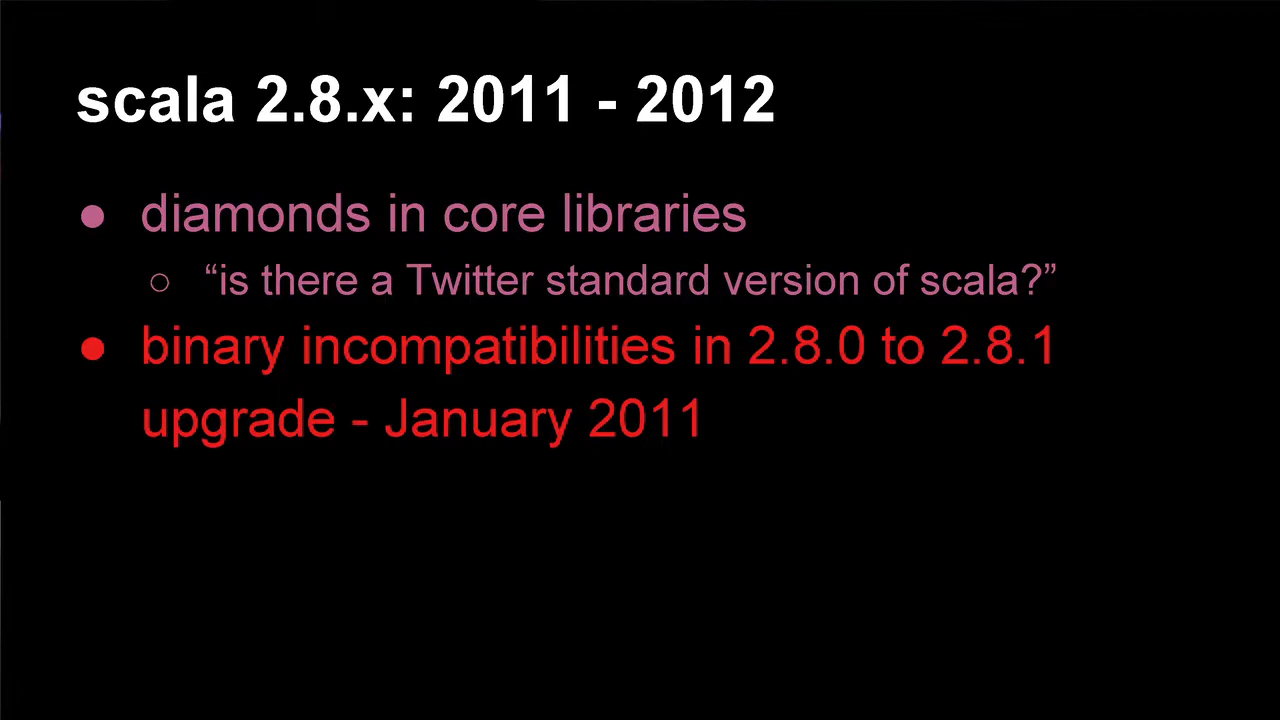 scala 2.8.x: 2011 - 2012
● diamonds in core libraries
○ “is there a Twitter standard version of scala?”
● binary incompatibilities in 2.8.0 to 2.8.1
upgrade - January 2011